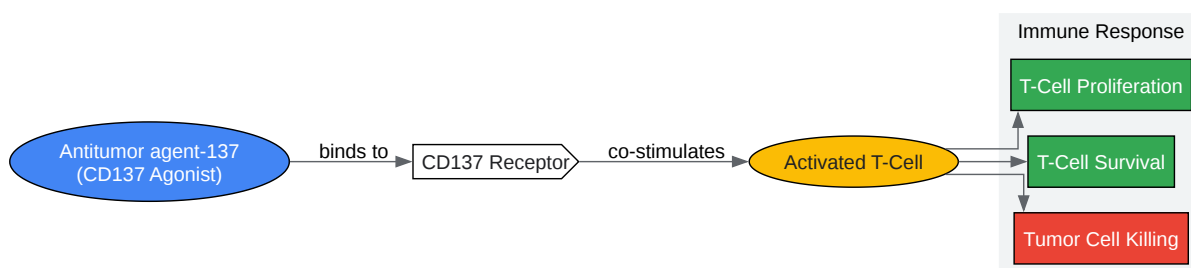 Immune Response
T-Cell Proliferation
Antitumor agent-137
(CD137 Agonist)
binds to
CD137 Receptor
co-stimulates
Activated T-Cell
T-Cell Survival
Tumor Cell Killing